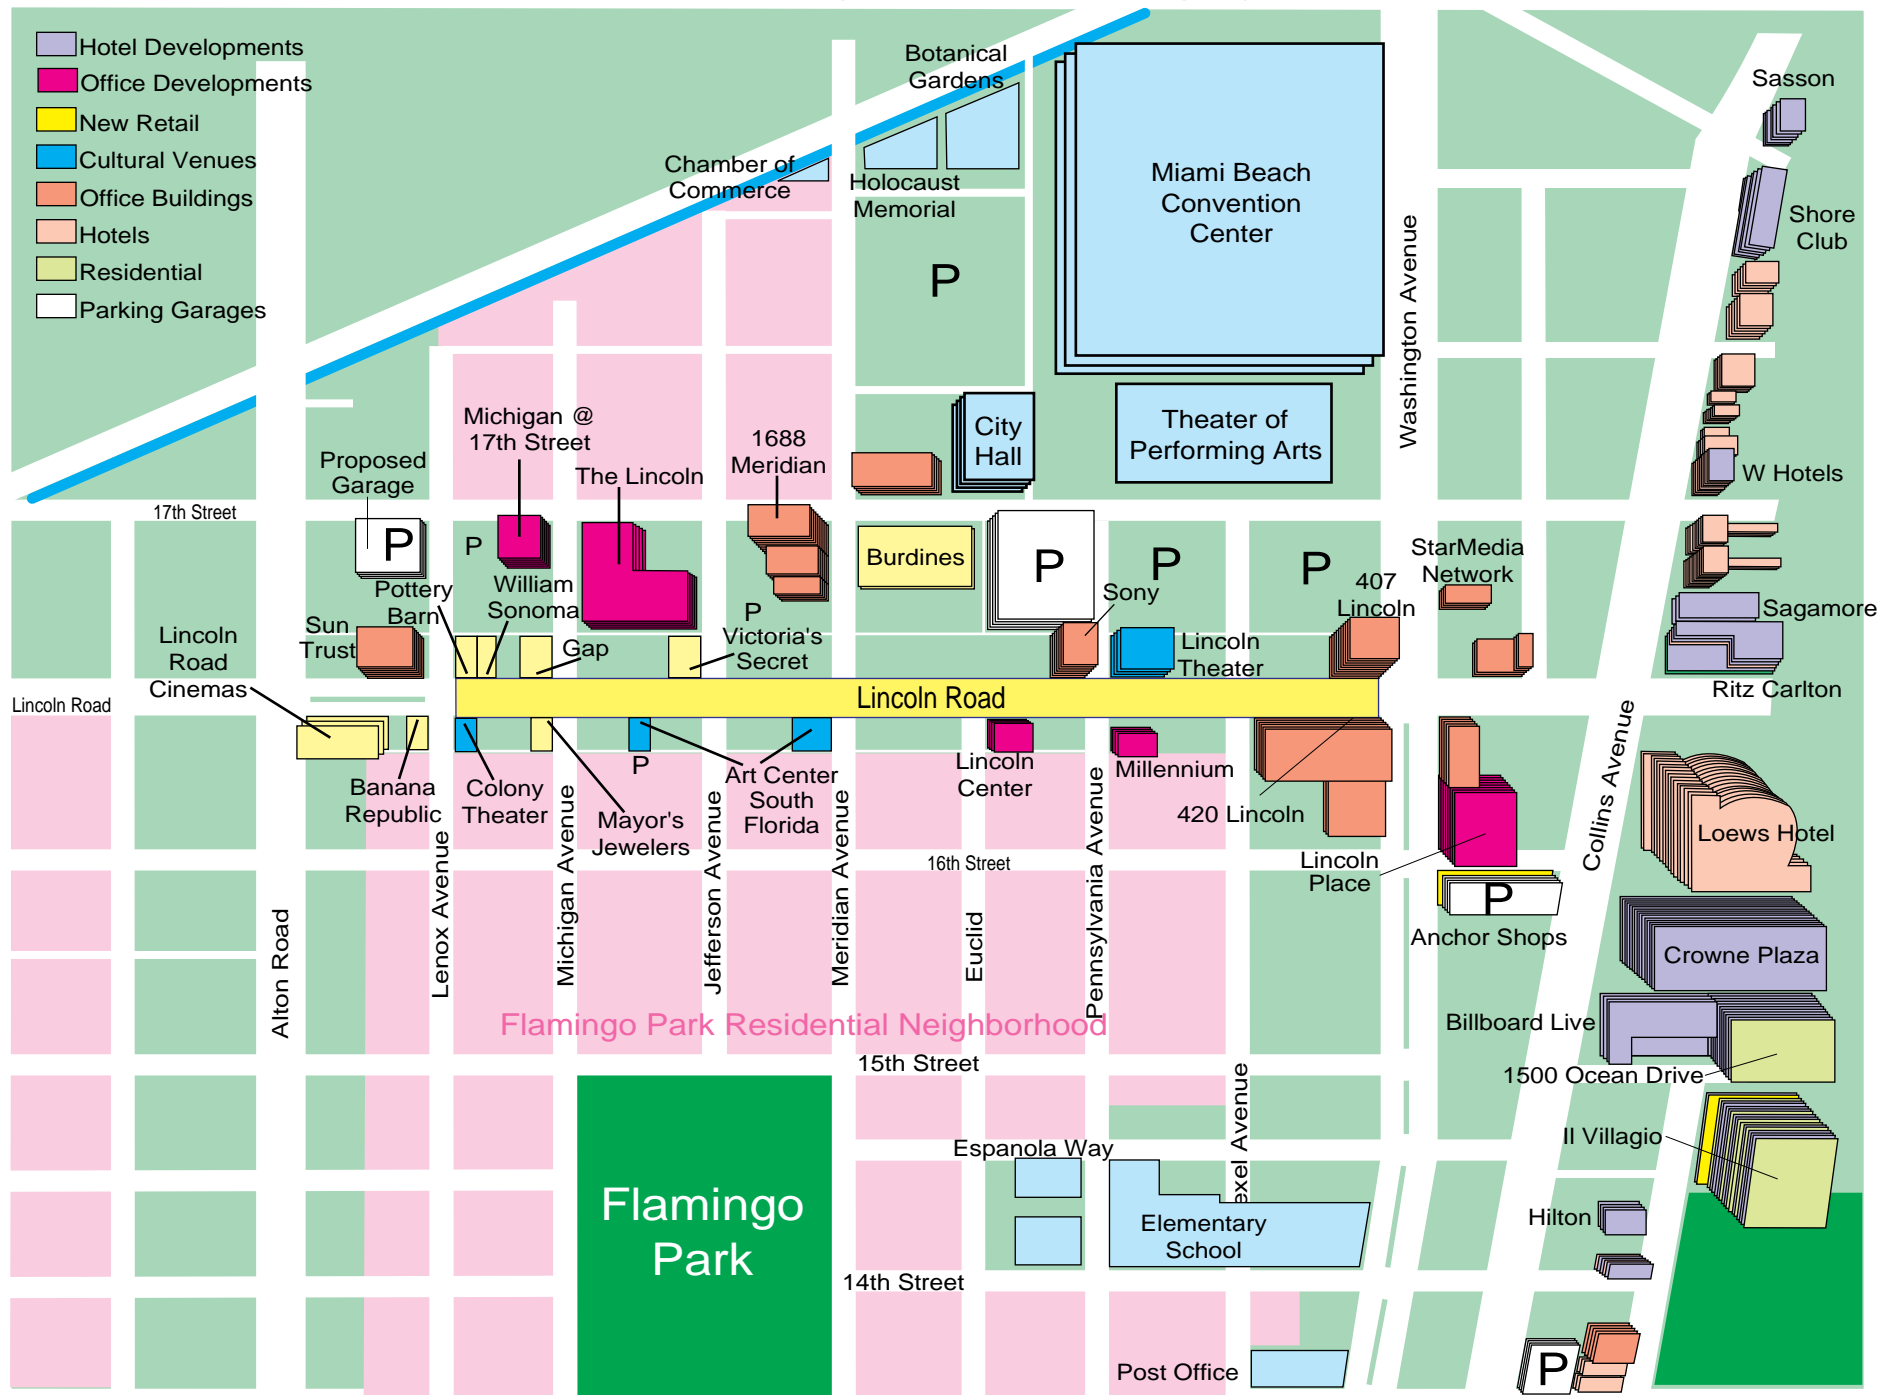 Hotel Developments
Office Developments
New Retail
Cultural Venues
Office Buildings
Hotels
Residential
Parking Garages
Botanical
Gardens
Chamber of
Commerce
Holocaust
Memorial
Miami Beach
Convention
Center
P
Washington Avenue
Sasson
Shore
Club
City
Hall
Theater of
Performing Arts
W Hotels
Michigan @
17th Street
1688
Meridian
Proposed
Garage
The Lincoln
17th Street
P
P
Burdines
P
P
P
StarMedia
Network
407
Lincoln
Pottery
Barn
William
Sonoma
P
Sony
Sagamore
Sun
Trust
Lincoln
Road
Cinemas
Gap
Victoria's
Secret
Lincoln
Theater
Ritz Carlton
Lincoln Road
Lincoln Road
Banana
Republic
Colony
Theater
P
Mayor's
Jewelers
Art Center
South
Florida
Lincoln
Center
Millennium
420 Lincoln
Collins Avenue
Loews Hotel
16th Street
Lincoln
Place
P
Anchor Shops
Alton Road
Lenox Avenue
Michigan Avenue
Jefferson Avenue
Meridian Avenue
Euclid
Pennsylvania Avenue
Crowne Plaza
Flamingo Park Residential Neighborhood
Billboard Live
15th Street
1500 Ocean Drive
exel Avenue
Espanola Way
Il Villagio
Flamingo
Park
Elementary
School
Hilton
14th Street
Post Office
P